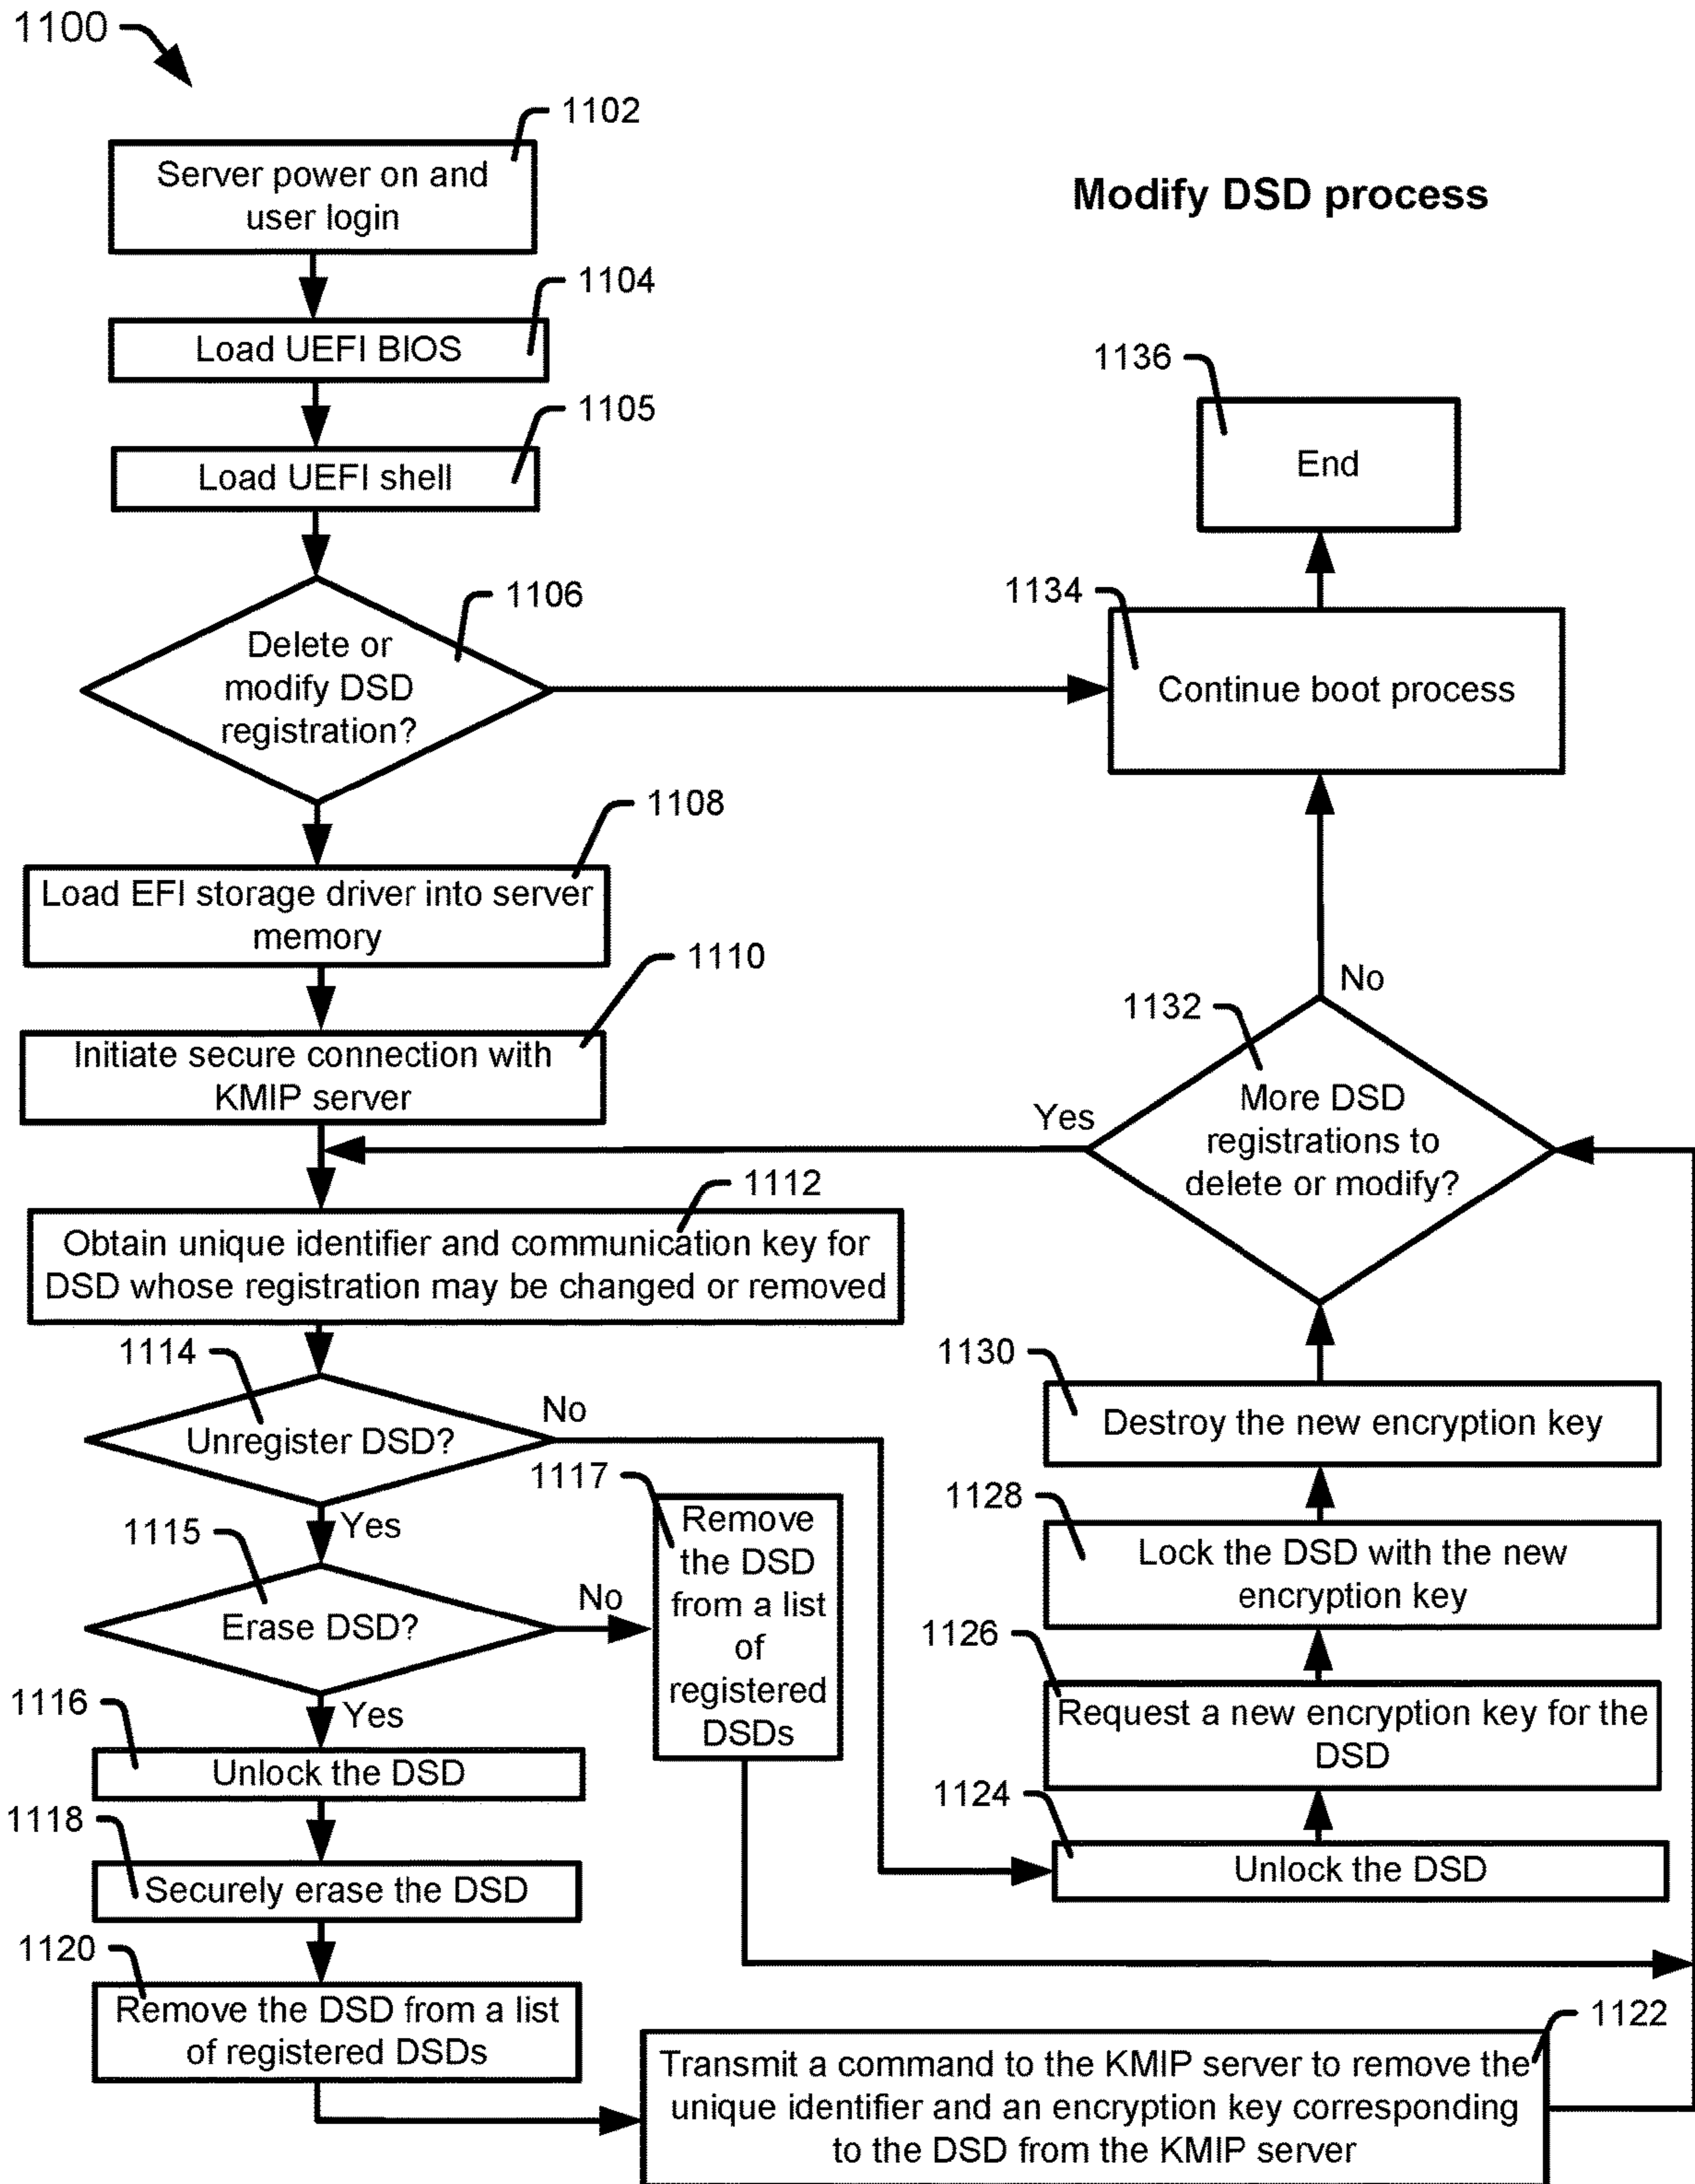 1100
1102
Server power on and
user login
Modify DSD process
1104
Load UEFI BIOS
1105
Load UEFI shell
1106
Delete or
modify DSD
registration?
1136
End
1134
Continue boot process
1108
Load EFI storage driver into server
memory
1110
Initiate secure connection with
KMIP server
No
1132
More DSD
registrations to
delete or modify?
Yes
1112
Obtain unique identifier and communication key for
DSD whose registration may be changed or removed
1114
Unregister DSD?
No
Yes
1115
Erase DSD?
No
Yes
1117
Remove
the DSD
from a list
of
registered
DSDs
1130
Destroy the new encryption key
1128
Lock the DSD with the new
encryption key
1126
Request a new encryption key for the
DSD
1124
Unlock the DSD
1116
Unlock the DSD
1118
Securely erase the DSD
1120
Remove the DSD from a list
of registered DSDs
1122
Transmit a command to the KMIP server to remove the
unique identifier and an encryption key corresponding
to the DSD from the KMIP server